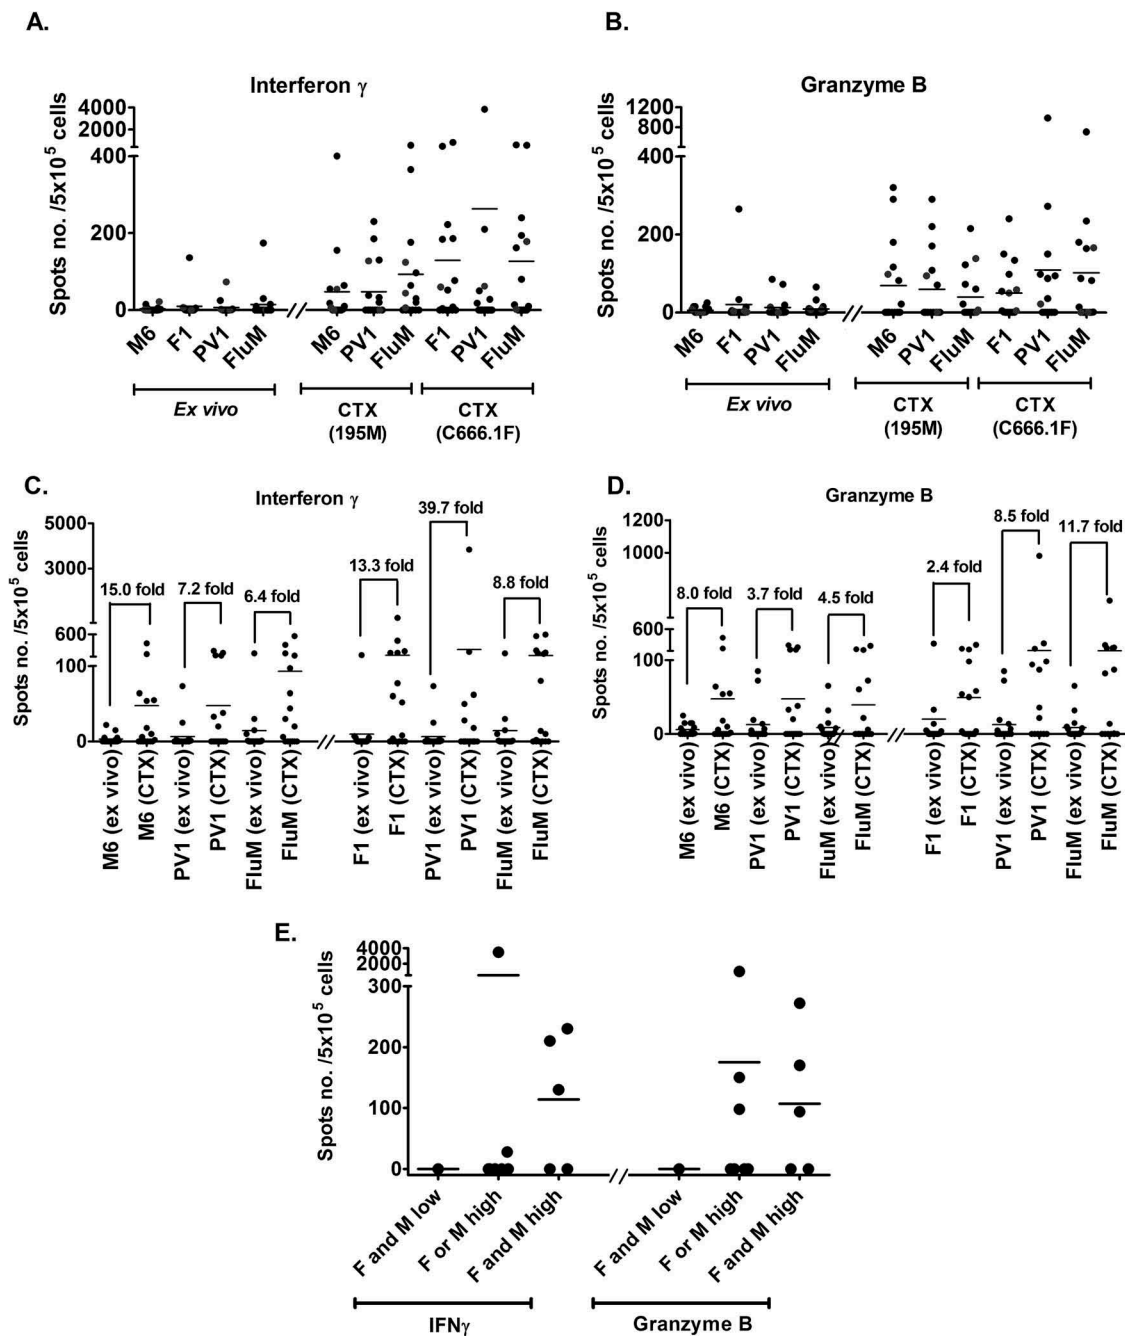 A.
Interferon γ
Spots no. /5x10⁵ cells
4000
2000
400
200
0
M6 F1 PV1 FluM M6 PV1 FluM F1 PV1 FluM
Ex vivo CTX (195M) CTX (C666.1F)
B.
Granzyme B
Spots no. /5x10⁵ cells
1200
800
400
200
0
M6 F1 PV1 FluM M6 PV1 FluM F1 PV1 FluM
Ex vivo CTX (195M) CTX (C666.1F)
C.
Interferon γ
Spots no. /5x10⁵ cells
5000
3000
600
100
0
15.0 fold 7.2 fold 6.4 fold 13.3 fold 39.7 fold 8.8 fold
M6 (ex vivo)
M6 (CTX)
PV1 (ex vivo)
PV1 (CTX)
FluM (ex vivo)
FluM (CTX)
F1 (ex vivo)
F1 (CTX)
PV1 (ex vivo)
PV1 (CTX)
FluM (ex vivo)
FluM (CTX)
D.
Granzyme B
Spots no. /5x10⁵ cells
1200
1000
600
100
0
8.0 fold 3.7 fold 4.5 fold 2.4 fold 8.5 fold 11.7 fold
M6 (ex vivo)
M6 (CTX)
PV1 (ex vivo)
PV1 (CTX)
FluM (ex vivo)
FluM (CTX)
F1 (ex vivo)
F1 (CTX)
PV1 (ex vivo)
PV1 (CTX)
FluM (ex vivo)
FluM (CTX)
E.
Spots no. /5x10⁵ cells
4000
2000
300
200
100
0
F and M low
F or M high
F and M high
F and M low
F or M high
F and M high
IFNγ Granzyme B